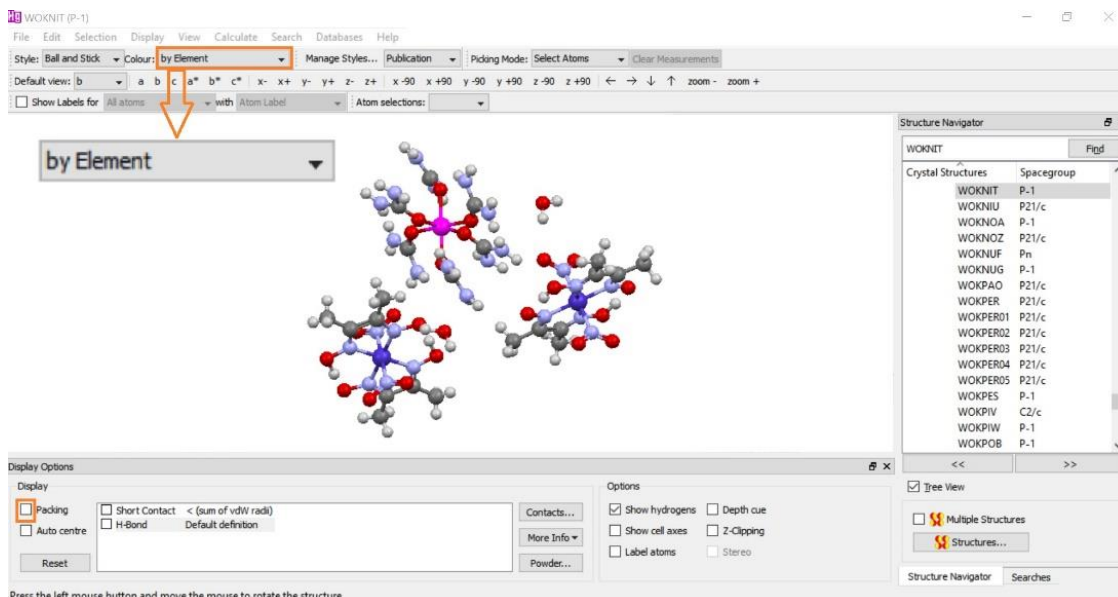 WOKNIT (P-1)
File Edit Selection Display View Calculate Search Databases Help
Style: Ball and Stick Colour: by Element Manage Styles... Publication Picking Mode: Select Atoms Clear Measurements
Default view: b a b c a* b* c* x- x+ y- y+ z- z+ x -90 x +90 y -90 y +90 z -90 z +90 ← → ↓ ↑ zoom - zoom +
Show Labels for All atoms with Atom Label Atom selections:
by Element
Structure Navigator
WOKNIT Find
Crystal Structures Spacegroup
WOKNIT P-1
WOKNIU P21/c
WOKNOA P-1
WOKNOZ P21/c
WOKNUF Pn
WOKNUG P-1
WOKPAO P21/c
WOKPER P21/c
WOKPER01 P21/c
WOKPER02 P21/c
WOKPER03 P21/c
WOKPER04 P21/c
WOKPER05 P21/c
WOKPES P-1
WOKPIV C2/c
WOKPIW P-1
WOKPOB P-1
<< >>
Tree View
Multiple Structures
Structures...
Structure Navigator Searches
Display Options
Display
Packing
Auto centre
Reset
Short Contact < (sum of vdW radii)
H-Bond Default definition
Contacts...
More Info
Powder...
Options
Show hydrogens Depth cue
Show cell axes Z-Clipping
Label atoms Stereo
Press the left mouse button and move the mouse to rotate the structure